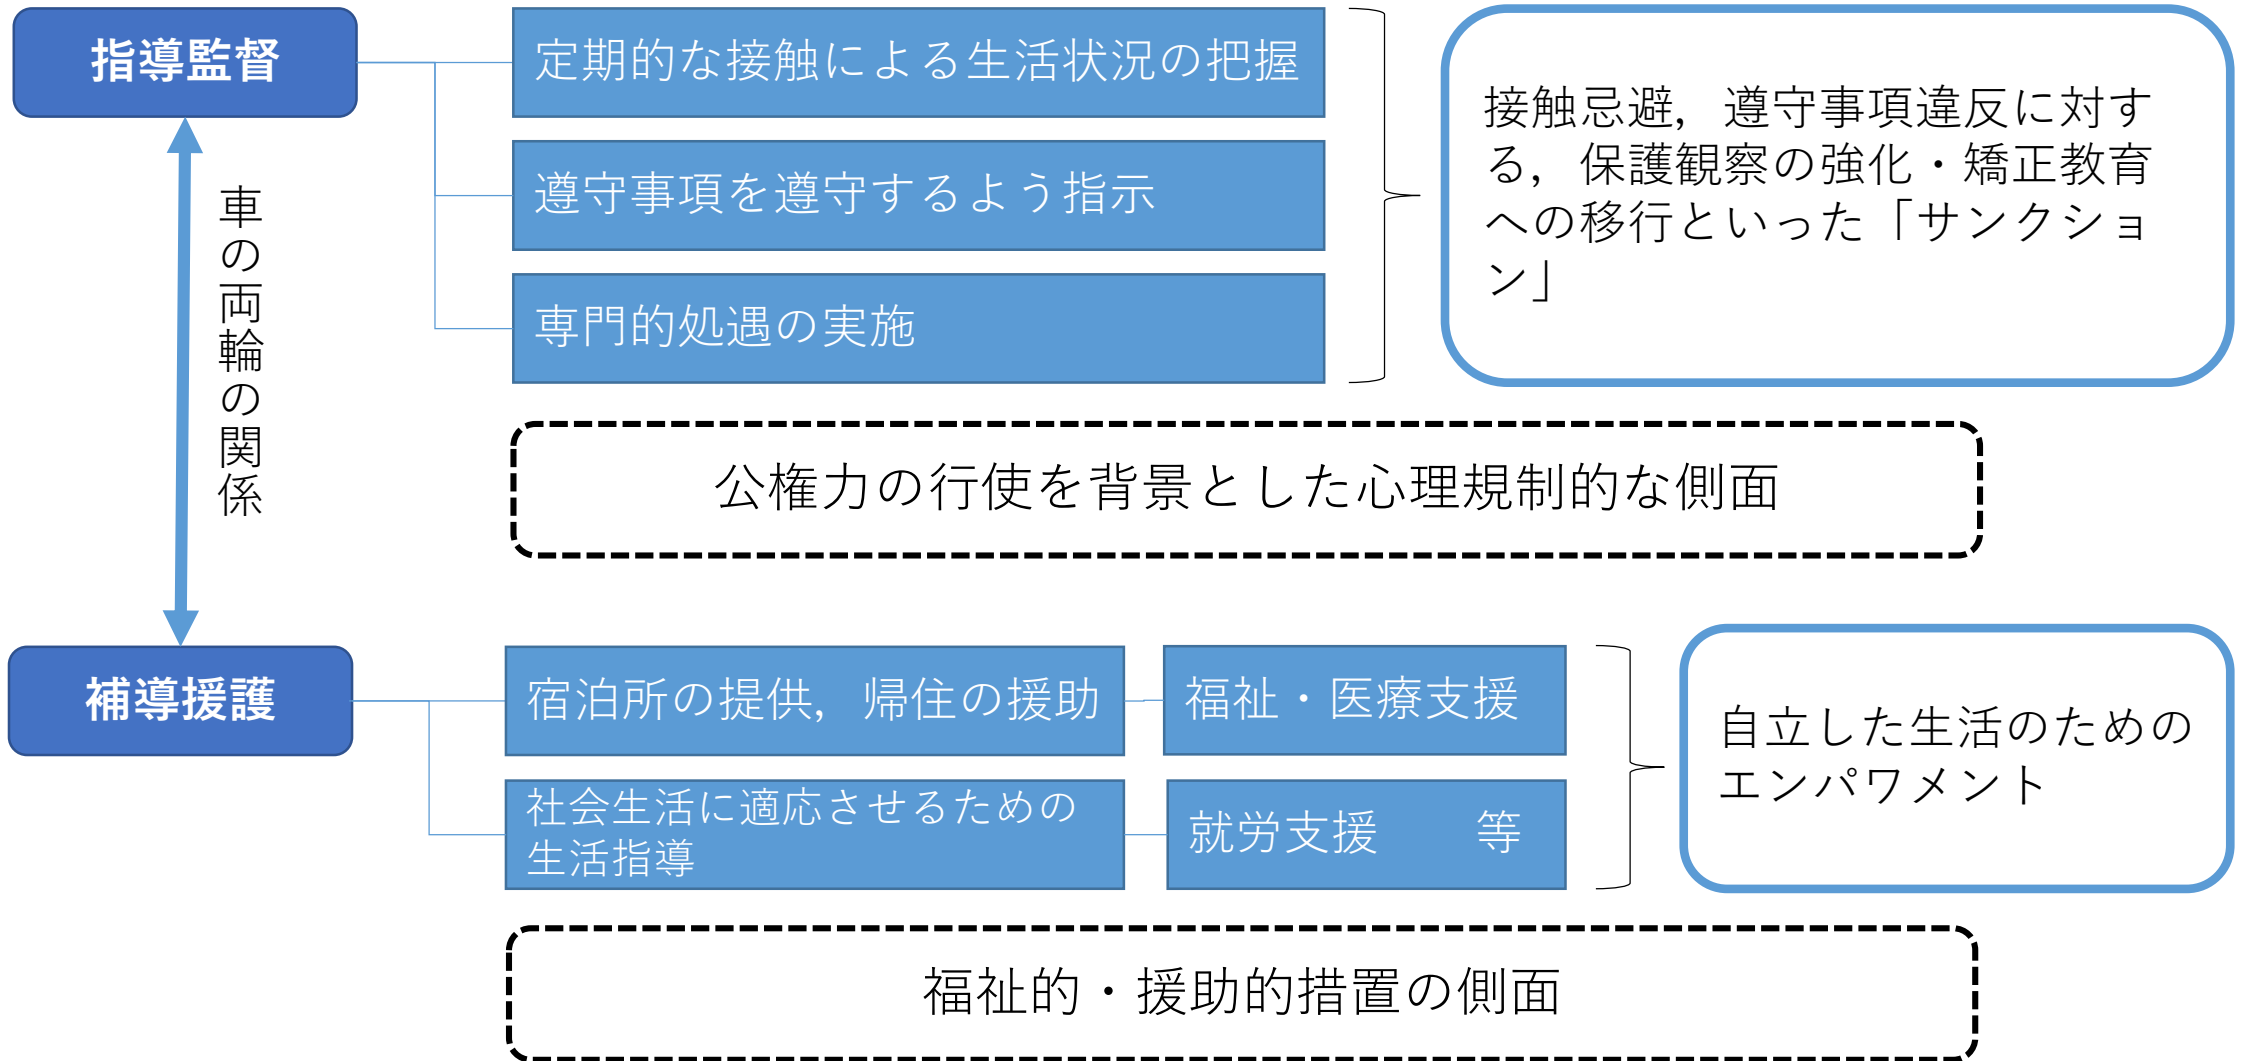 指導監督
定期的な接触による生活状況の把握
遵守事項を遵守するよう指示
専門的処遇の実施
接触忌避，遵守事項違反に対す
る，保護観察の強化・矯正教育
への移行といった「サンクショ
ン」
車の両輪の関係
公権力の行使を背景とした心理規制的な側面
補導援護
宿泊所の提供，帰住の援助
福祉・医療支援
社会生活に適応させるための
生活指導
就労支援　　等
自立した生活のための
エンパワメント
福祉的・援助的措置の側面